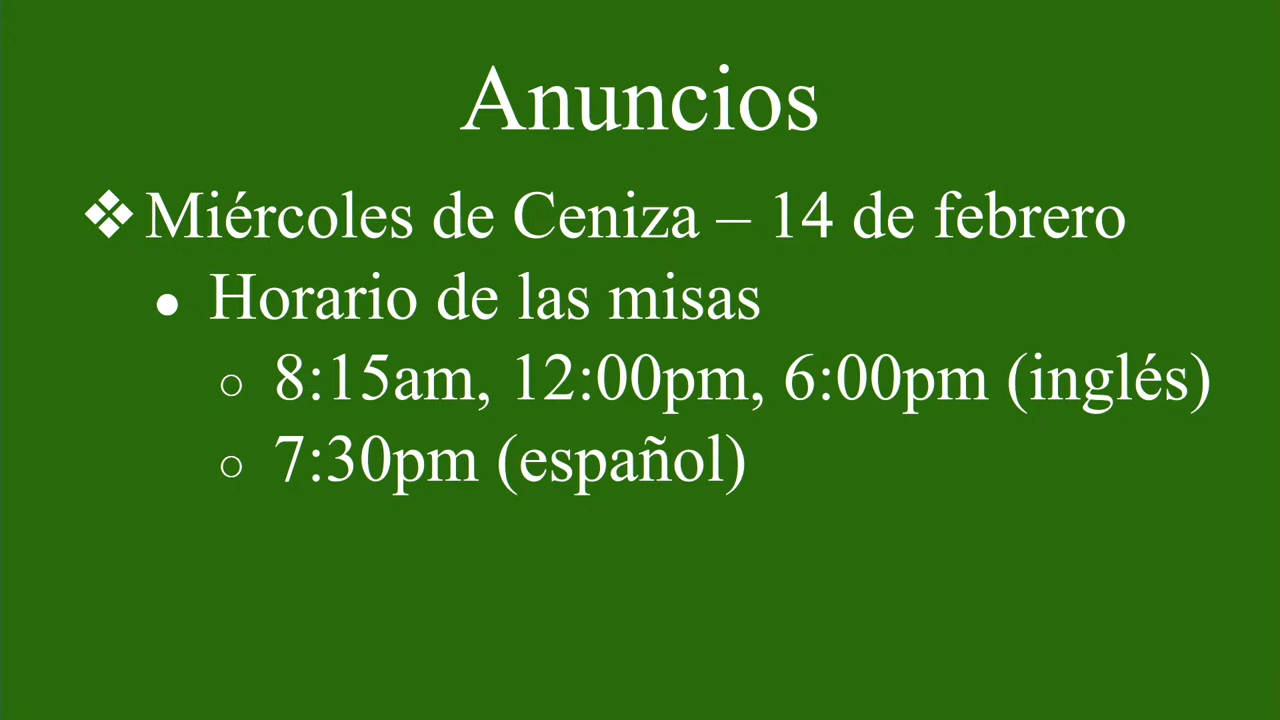 Anuncios
❖ Miércoles de Ceniza – 14 de febrero
● Horario de las misas
○ 8:15am, 12:00pm, 6:00pm (inglés)
○ 7:30pm (español)